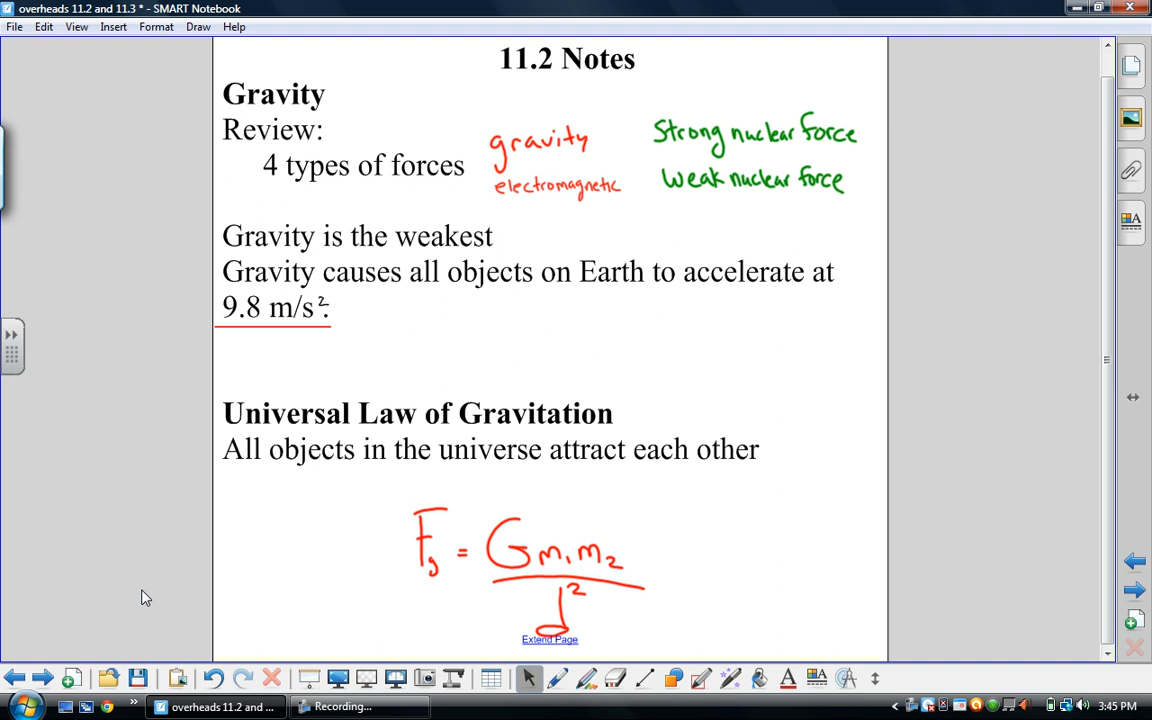 overheads 11.2 and 11.3 * - SMART Notebook
File Edit View Insert Format Draw Help
11.2 Notes
Gravity
Review:
4 types of forces
gravity
electromagnetic
Strong nuclear force
Weak nuclear force
Gravity is the weakest
Gravity causes all objects on Earth to accelerate at
9.8 m/s².
Universal Law of Gravitation
All objects in the universe attract each other
Fg = Gm₁m₂
d²
Extend Page
overheads 11.2 and ...
Recording...
3:45 PM